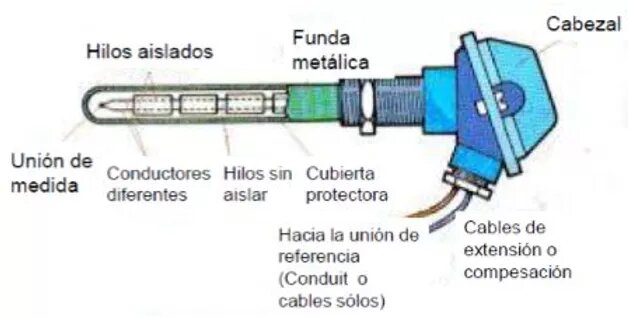 Cabezal
Funda
metálica
Hilos aislados
Unión de
medida
Conductores
diferentes
Hilos sin
aislar
Cubierta
protectora
Hacia la unión de
referencia
(Conduit o
cables sólos)
Cables de
extensión o
compesación